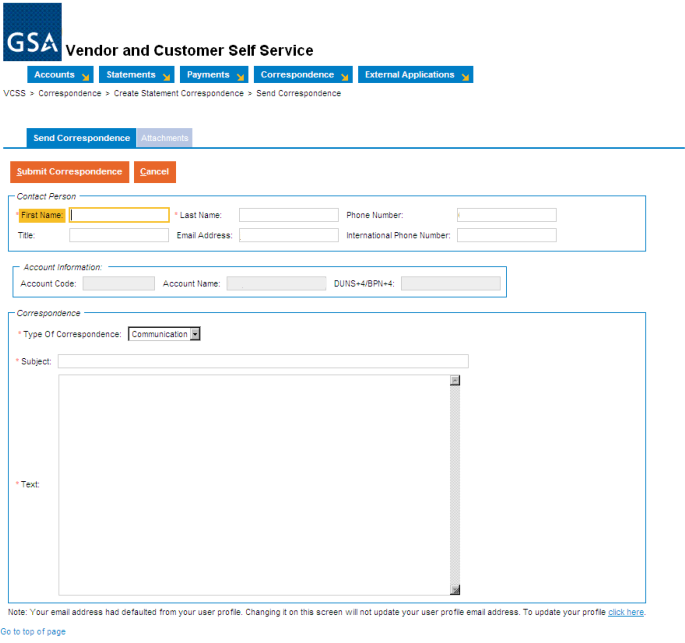 GSA Vendor and Customer Self Service
Accounts Statements Payments Correspondence External Applications
VCSS > Correspondence > Create Statement Correspondence > Send Correspondence
Send Correspondence Attachments
Submit Correspondence Cancel
Contact Person
* First Name: * Last Name: Phone Number:
Title: Email Address: International Phone Number:
Account Information:
Account Code: Account Name: DUNS+4/BPN+4:
Correspondence
* Type Of Correspondence: Communication
* Subject:
* Text:
Note: Your email address had defaulted from your user profile. Changing it on this screen will not update your user profile email address. To update your profile click here.
Go to top of page